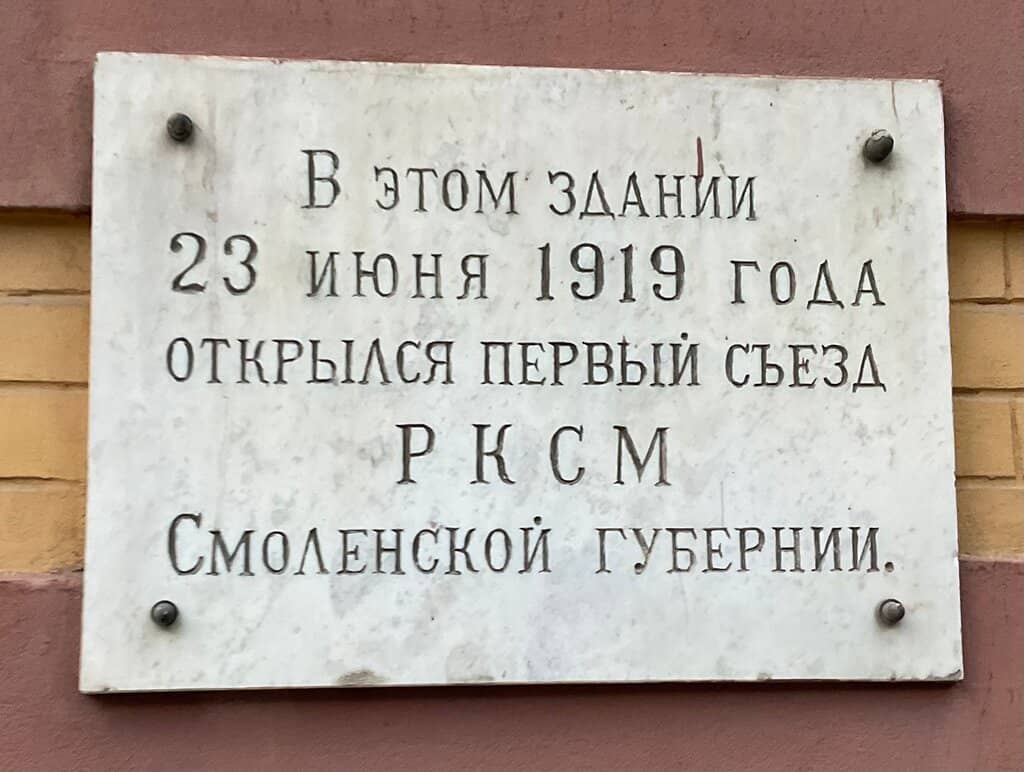 В этом здании
23 июня 1919 года
открылся первый съезд
РКСМ
Смоленской губернии.